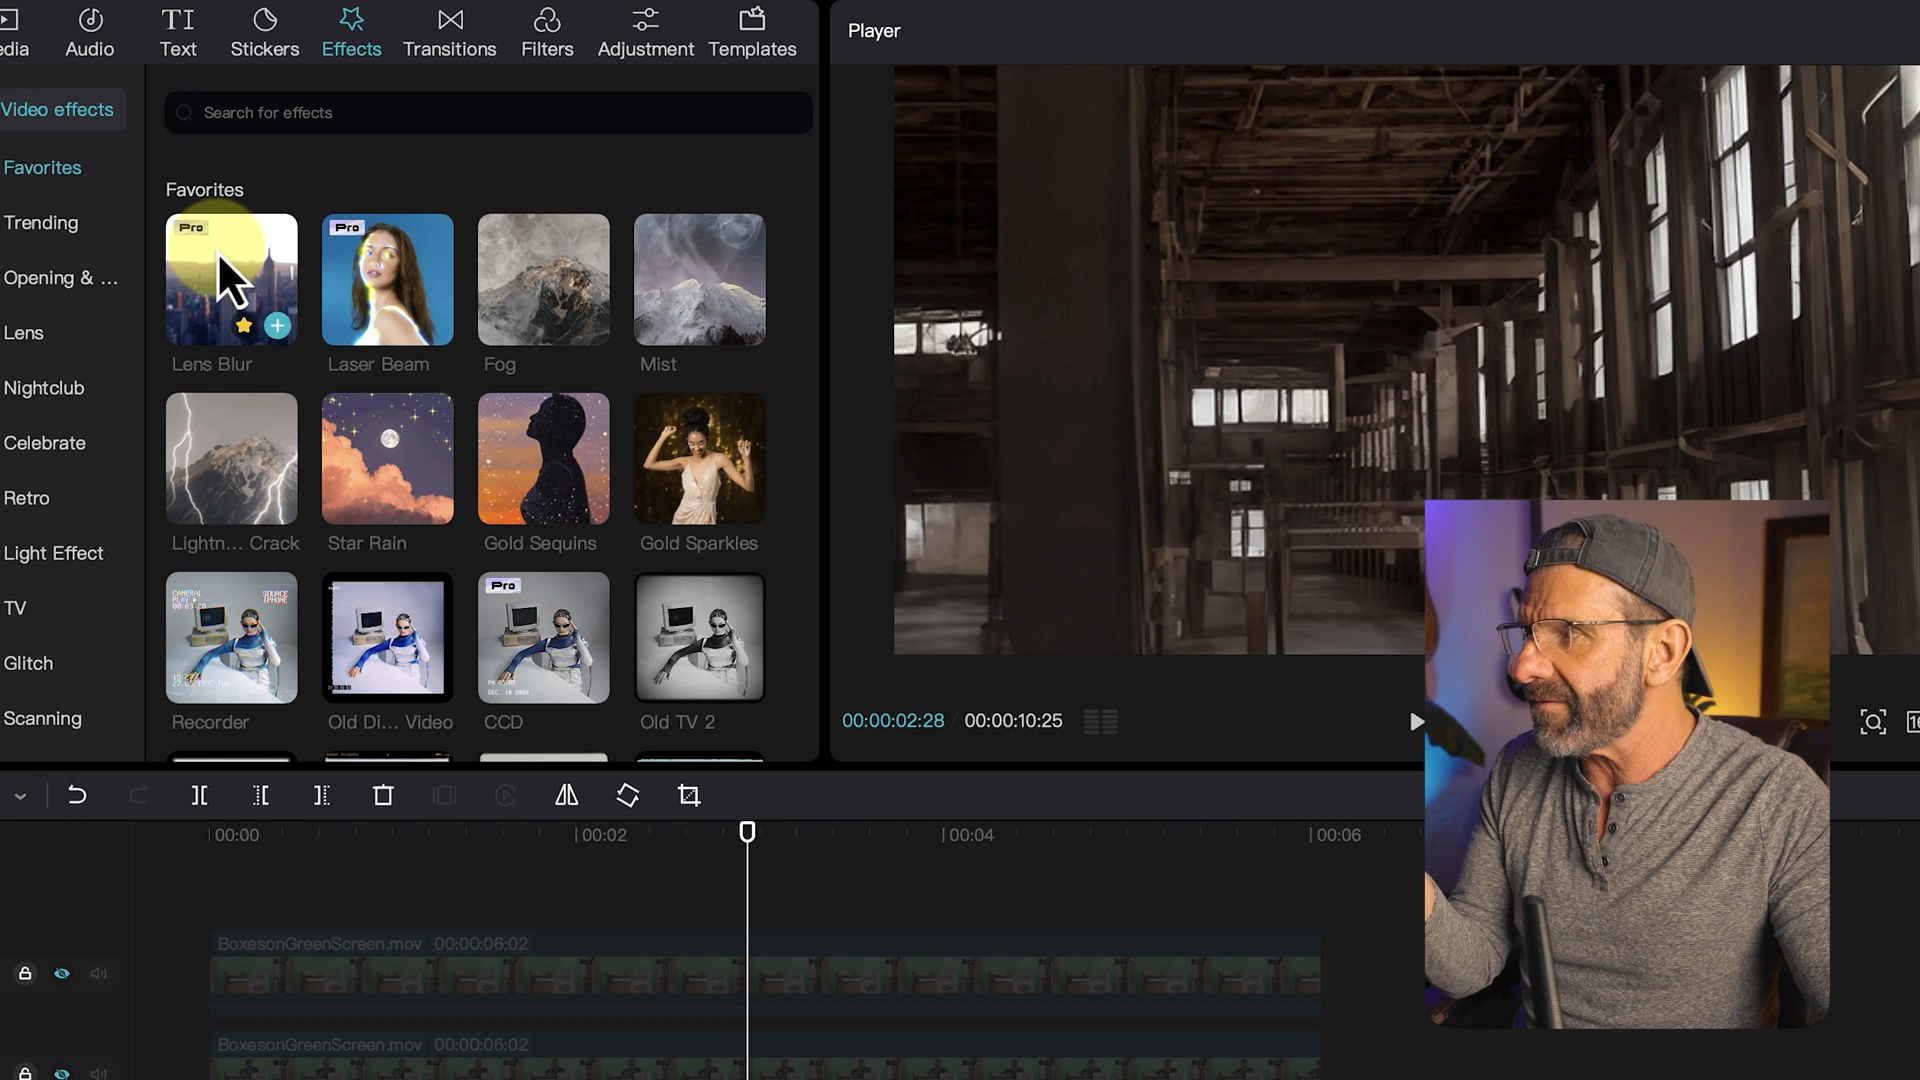 edia
Audio
Text
Stickers
Effects
Transitions
Filters
Adjustment
Templates
Player
Video effects
Favorites
Trending
Opening & ...
Lens
Nightclub
Celebrate
Retro
Light Effect
TV
Glitch
Scanning
Search for effects
Favorites
Pro
Pro
Lens Blur
Laser Beam
Fog
Mist
Lightn... Crack
Star Rain
Gold Sequins
Gold Sparkles
Pro
Recorder
Old Di... Video
CCD
Old TV 2
00:00:02:28
00:00:10:25
00:00
00:02
00:04
00:06
BoxesonGreenScreen.mov 00:00:06:02
BoxesonGreenScreen.mov 00:00:06:02